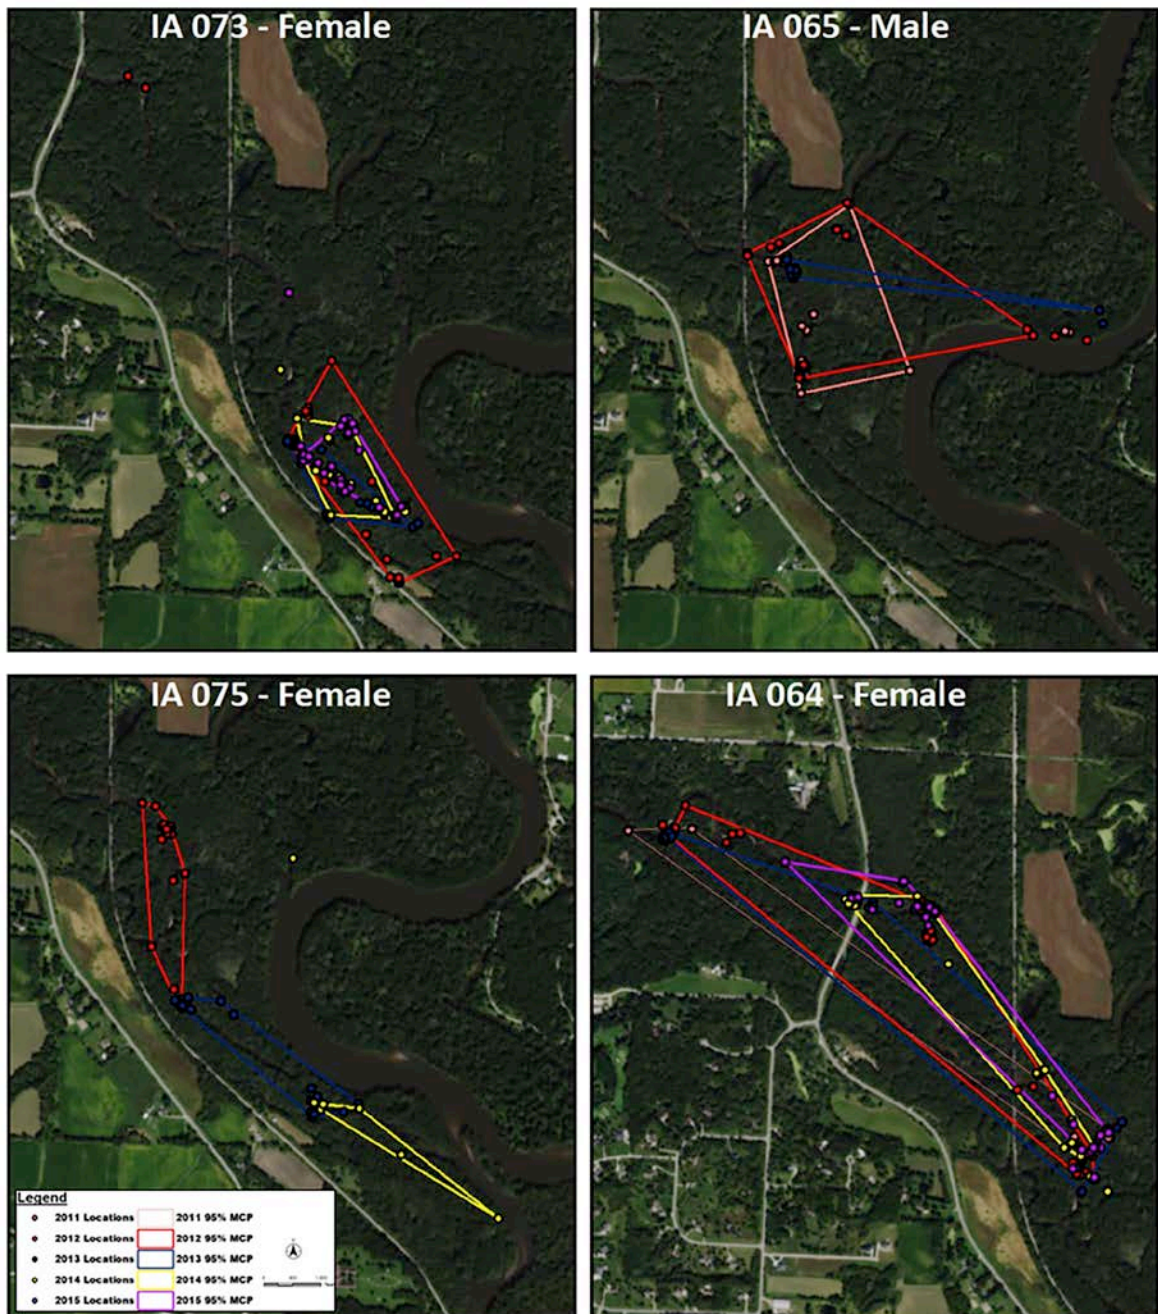 IA 073 - Female
IA 065 - Male
IA 075 - Female
IA 064 - Female
Legend
2011 Locations 2011 95% MCP
2012 Locations 2012 95% MCP
2013 Locations 2013 95% MCP
2014 Locations 2014 95% MCP
2015 Locations 2015 95% MCP